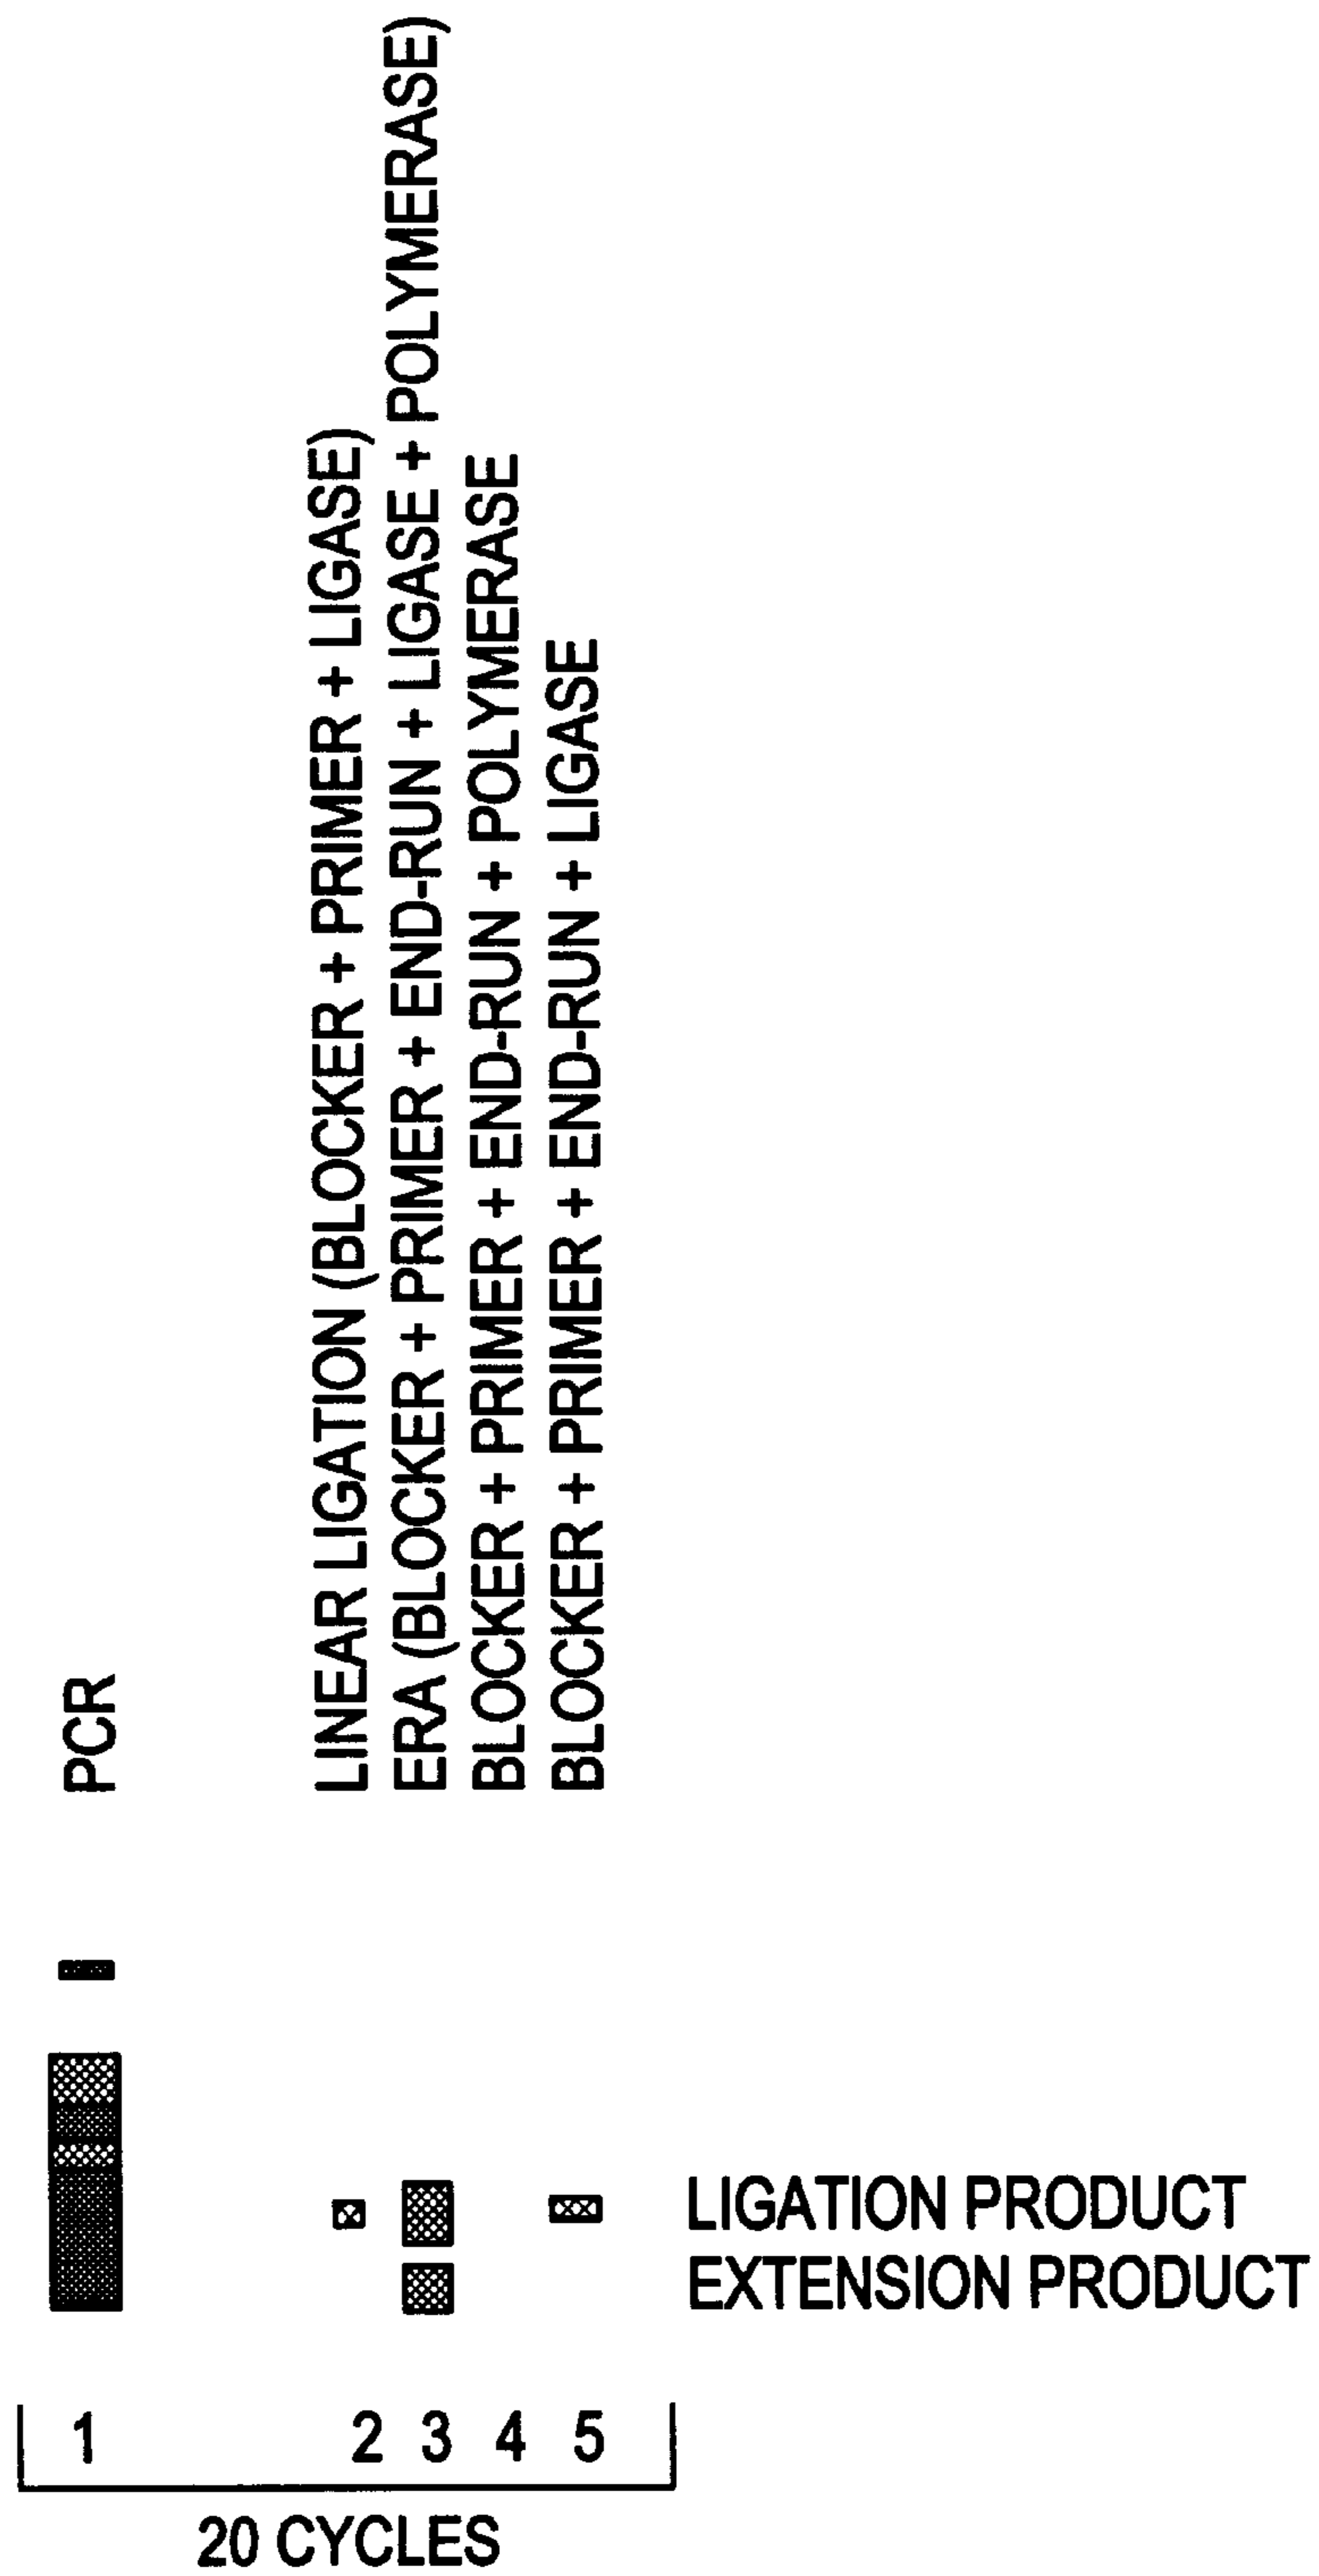 PCR
LINEAR LIGATION (BLOCKER + PRIMER + LIGASE)
ERA (BLOCKER + PRIMER + END-RUN + LIGASE + POLYMERASE)
BLOCKER + PRIMER + END-RUN + POLYMERASE
BLOCKER + PRIMER + END-RUN + LIGASE
LIGATION PRODUCT
EXTENSION PRODUCT
1 2 3 4 5
20 CYCLES